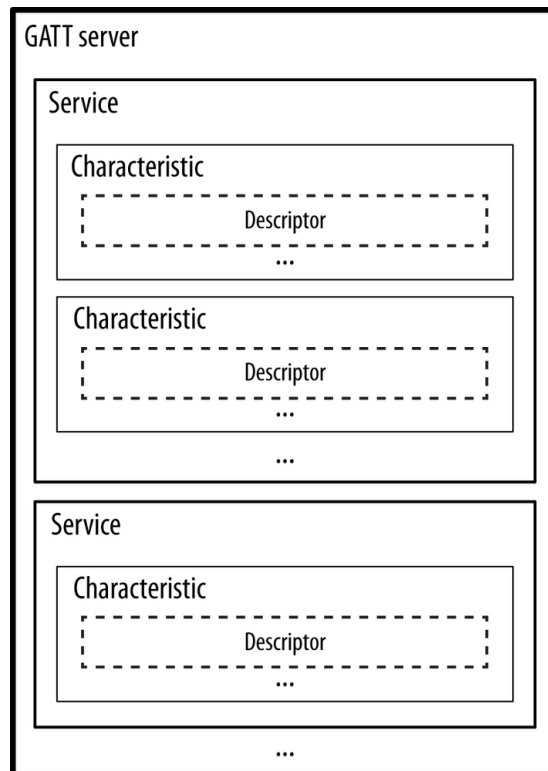 GATT server
Service
Characteristic
Descriptor
...
Characteristic
Descriptor
...
...
Service
Characteristic
Descriptor
...
...